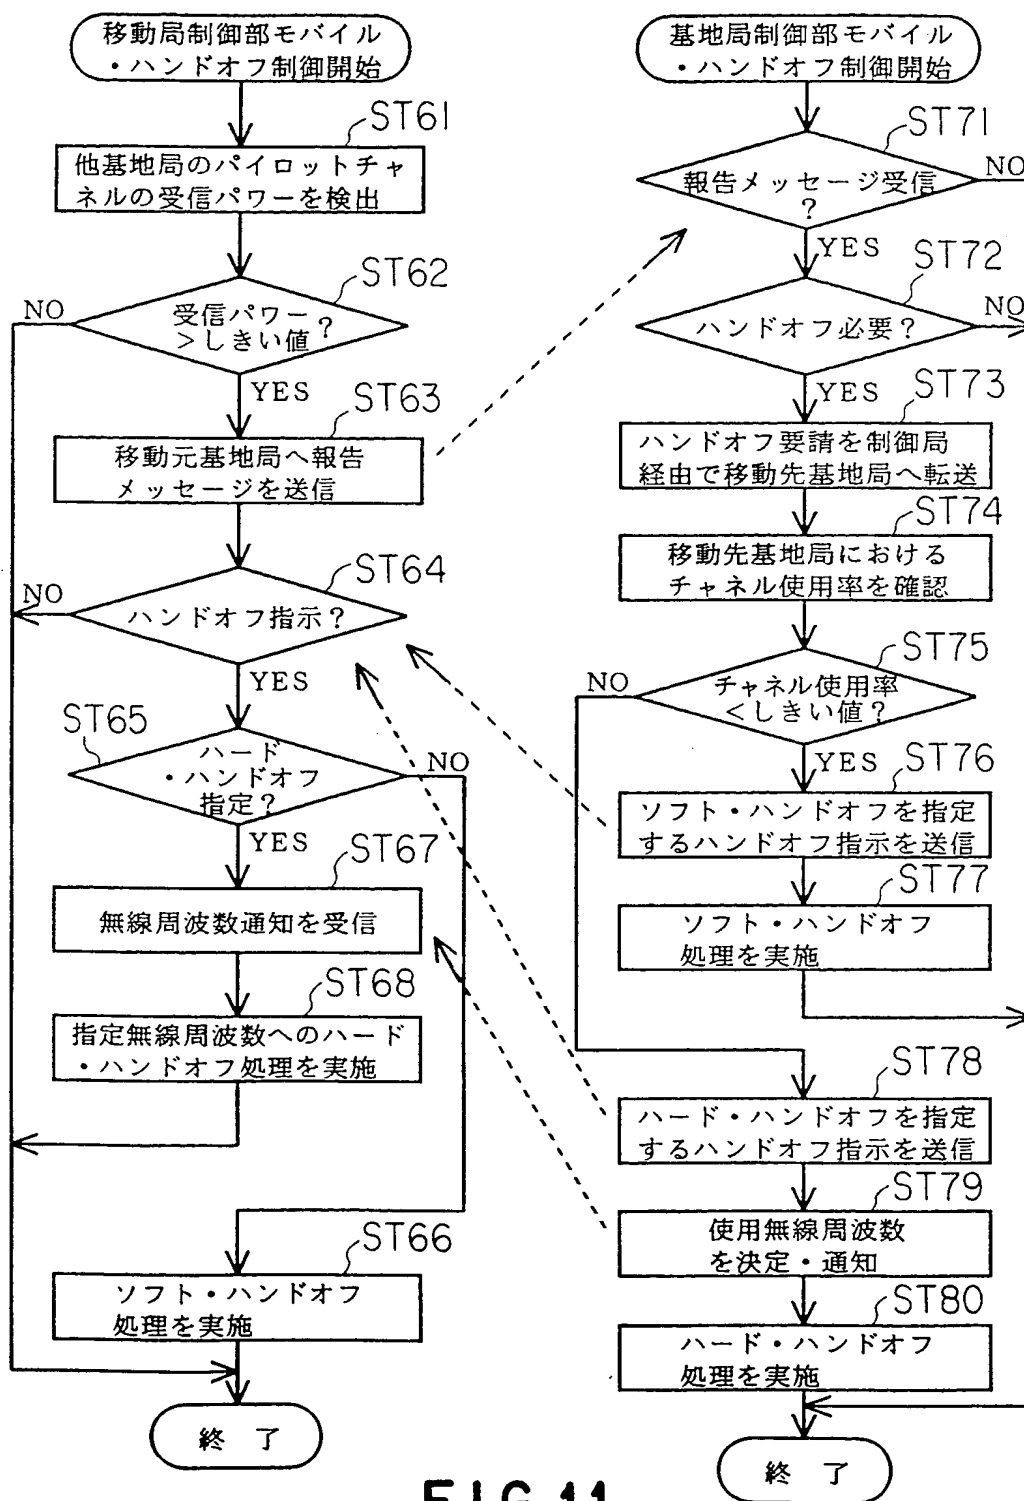 移動局制御部モバイル
・ハンドオフ制御開始
ST61
他基地局のパイロットチャ
ネルの受信パワーを検出
ST62
NO
受信パワー?
>しきい値
YES
ST63
移動元基地局へ報告
メッセージを送信
ST64
NO
ハンドオフ指示?
YES
ST65
ハード
・ハンドオフ
指定?
NO
YES
ST67
無線周波数通知を受信
ST68
指定無線周波数へのハード
・ハンドオフ処理を実施
ST66
ソフト・ハンドオフ
処理を実施
終 了
基地局制御部モバイル
・ハンドオフ制御開始
ST71
報告メッセージ受信
?
NO
YES
ST72
ハンドオフ必要?
NO
YES
ST73
ハンドオフ要請を制御局
経由で移動先基地局へ転送
ST74
移動先基地局における
チャネル使用率を確認
ST75
NO
チャネル使用率
<しきい値?
YES
ST76
ソフト・ハンドオフを指定
するハンドオフ指示を送信
ST77
ソフト・ハンドオフ
処理を実施
ST78
ハード・ハンドオフを指定
するハンドオフ指示を送信
ST79
使用無線周波数
を決定・通知
ST80
ハード・ハンドオフ
処理を実施
終 了
FIG.11